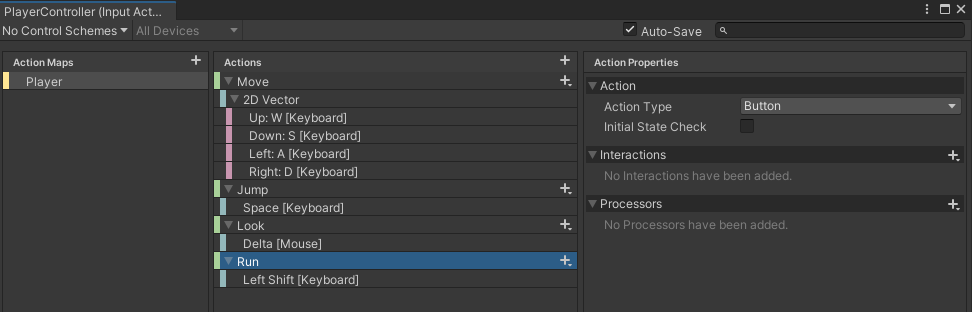 PlayerController (Input Act...
No Control Schemes
All Devices
Auto-Save
Action Maps
Player
Actions
Move
2D Vector
Up: W [Keyboard]
Down: S [Keyboard]
Left: A [Keyboard]
Right: D [Keyboard]
Jump
Space [Keyboard]
Look
Delta [Mouse]
Run
Left Shift [Keyboard]
Action Properties
Action
Action Type Button
Initial State Check
Interactions
No Interactions have been added.
Processors
No Processors have been added.